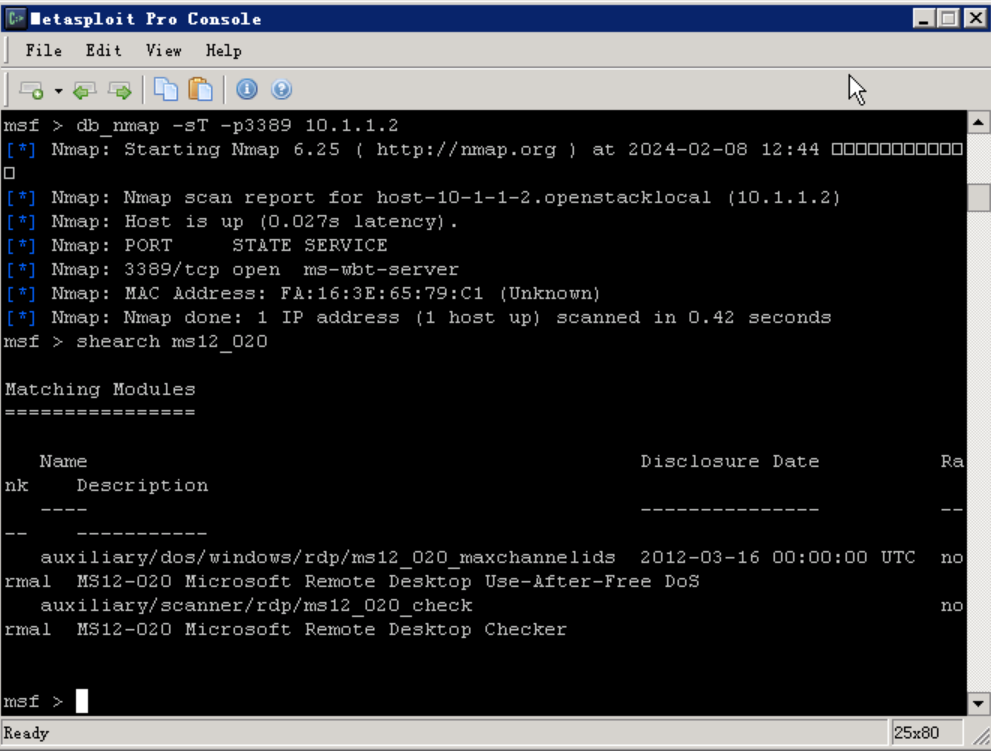 Metasploit Pro Console
File Edit View Help
msf > db_nmap -sT -p3389 10.1.1.2
[*] Nmap: Starting Nmap 6.25 ( http://nmap.org ) at 2024-02-08 12:44 □□□□□□□□□□□
□
[*] Nmap: Nmap scan report for host-10-1-1-2.openstacklocal (10.1.1.2)
[*] Nmap: Host is up (0.027s latency).
[*] Nmap: PORT     STATE SERVICE
[*] Nmap: 3389/tcp open  ms-wbt-server
[*] Nmap: MAC Address: FA:16:3E:65:79:C1 (Unknown)
[*] Nmap: Nmap done: 1 IP address (1 host up) scanned in 0.42 seconds
msf > shearch ms12_020
Matching Modules
================
Name                                              Disclosure Date          Ra
nk    Description
----                                              ---------------          --
--    -----------
auxiliary/dos/windows/rdp/ms12_020_maxchannelids  2012-03-16 00:00:00 UTC  no
rmal  MS12-020 Microsoft Remote Desktop Use-After-Free DoS
auxiliary/scanner/rdp/ms12_020_check                                       no
rmal  MS12-020 Microsoft Remote Desktop Checker
msf >
Ready 25x80